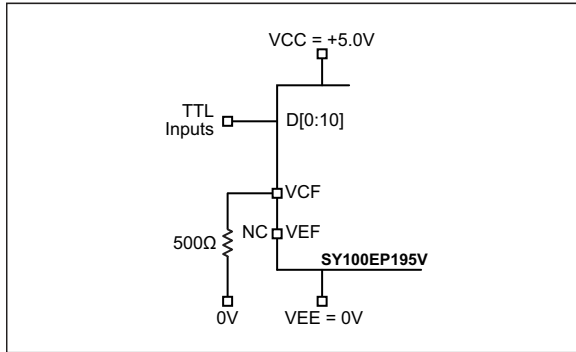 VCC = +5.0V
TTL
Inputs
D[0:10]
VCF
NC
VEF
500Ω
SY100EP195V
0V
VEE = 0V